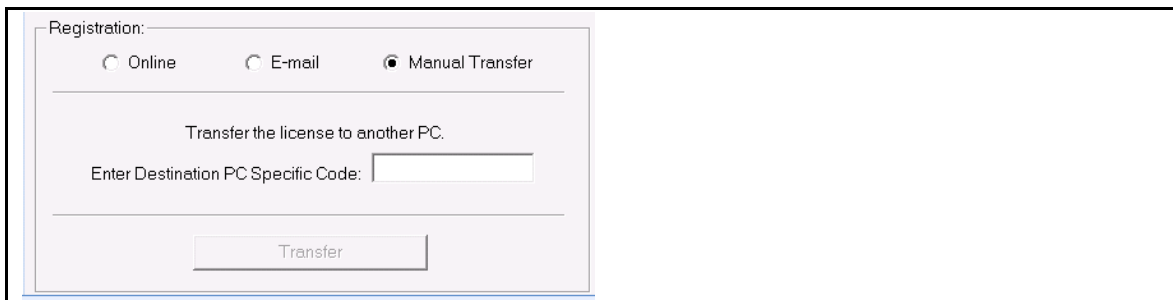 Registration:
Online E-mail Manual Transfer
Transfer the license to another PC.
Enter Destination PC Specific Code:
Transfer